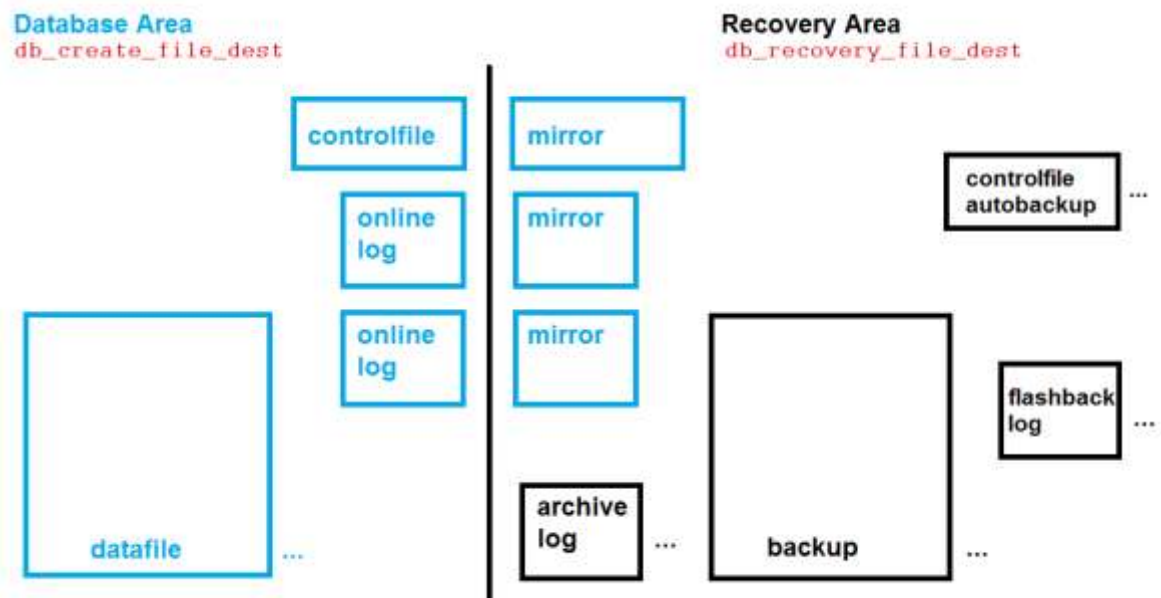 Database Area
db_create_file_dest
Recovery Area
db_recovery_file_dest
controlfile
mirror
controlfile
autobackup
...
online
log
mirror
online
log
mirror
flashback
log
...
archive
log
...
datafile
...
backup
...